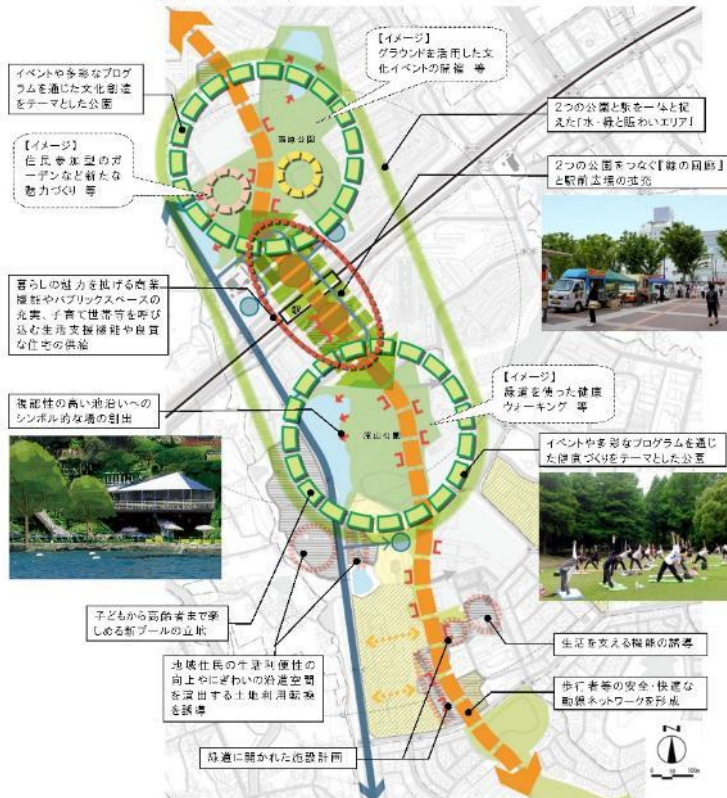 【イメージ】
グラウンドを活用した文
化イベントの開催 等
イベントや多彩なプログ
ラムを通じた文化創造
をテーマとした公園
2つの公園と駅を一体と捉
えた「水・緑と賑わいエリア」
【イメージ】
住民参加型のガ
ーデンなど新たな
魅力づくり 等
2つの公園をつなぐ『緑の回廊』
と駅前広場の拡充
西原公園
暮らしの魅力を拡げる商業
機能やパブリックスペースの
充実、子育て世帯等を呼び
込む生活支援機能や良質
な住宅の供給
駅
【イメージ】
緑道を使った健康
ウォーキング 等
視認性の高い池沿いへの
シンボル的な場の創出
原山公園
イベントや多彩なプログラムを通じ
た健康づくりをテーマとした公園
子どもから高齢者まで楽
しめる新プールの立地
生活を支える機能の誘導
地域住民の生活利便性の
向上やにぎわいの沿道空間
を演出する土地利用転換
を誘導
歩行者等の安全・快適な
動線ネットワークを形成
緑道に開かれた施設計画
N
0 50 100m